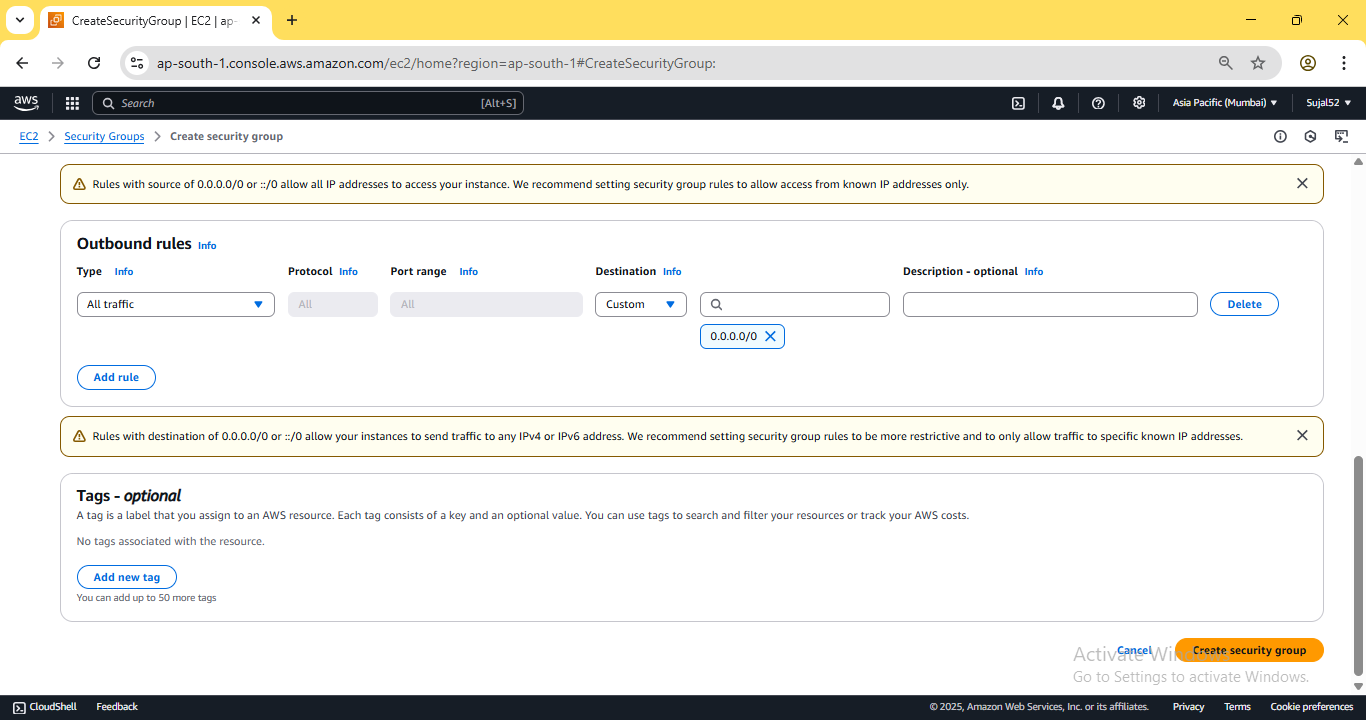 CreateSecurityGroup | EC2 | ap-
ap-south-1.console.aws.amazon.com/ec2/home?region=ap-south-1#CreateSecurityGroup:
aws Search [Alt+S] Asia Pacific (Mumbai) Sujal52
EC2 Security Groups Create security group
Rules with source of 0.0.0.0/0 or ::/0 allow all IP addresses to access your instance. We recommend setting security group rules to allow access from known IP addresses only.
Outbound rules Info
Type Info Protocol Info Port range Info Destination Info Description - optional Info
All traffic All All Custom Delete
0.0.0.0/0
Add rule
Rules with destination of 0.0.0.0/0 or ::/0 allow your instances to send traffic to any IPv4 or IPv6 address. We recommend setting security group rules to be more restrictive and to only allow traffic to specific known IP addresses.
Tags - optional
A tag is a label that you assign to an AWS resource. Each tag consists of a key and an optional value. You can use tags to search and filter your resources or track your AWS costs.
No tags associated with the resource.
Add new tag
You can add up to 50 more tags
Cancel Create security group
Activate Windows
Go to Settings to activate Windows.
CloudShell Feedback © 2025, Amazon Web Services, Inc. or its affiliates. Privacy Terms Cookie preferences